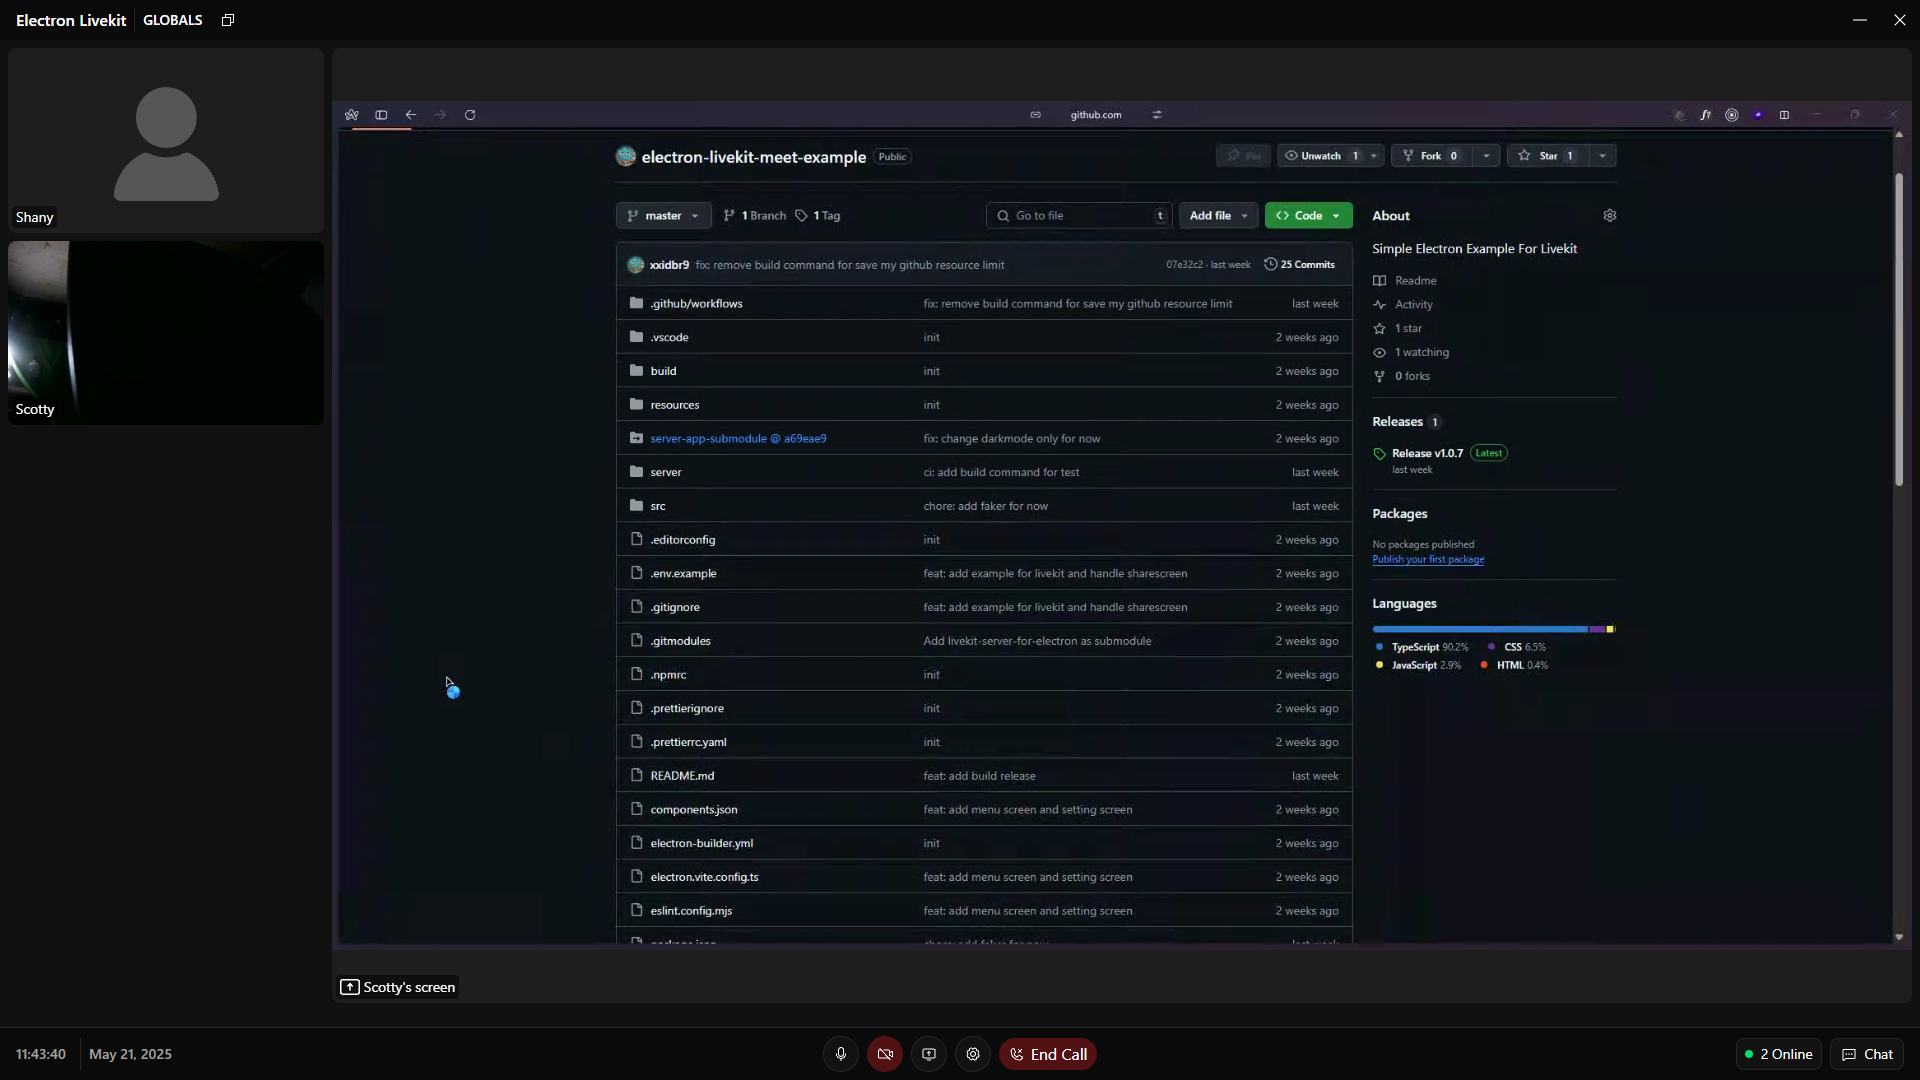 Electron Livekit GLOBALS
Shany
Scotty
github.com
electron-livekit-meet-example Public
Unwatch 1 Fork 0 Star 1
master 1 Branch 1 Tag Go to file t Add file Code
xxidbr9 fix: remove build command for save my github resource limit 07e32c2 · last week 25 Commits
.github/workflows fix: remove build command for save my github resource limit last week
.vscode init 2 weeks ago
build init 2 weeks ago
resources init 2 weeks ago
server-app-submodule @ a69eae9 fix: change darkmode only for now 2 weeks ago
server ci: add build command for test last week
src chore: add faker for now last week
.editorconfig init 2 weeks ago
.env.example feat: add example for livekit and handle sharescreen 2 weeks ago
.gitignore feat: add example for livekit and handle sharescreen 2 weeks ago
.gitmodules Add livekit-server-for-electron as submodule 2 weeks ago
.npmrc init 2 weeks ago
.prettierignore init 2 weeks ago
.prettierrc.yaml init 2 weeks ago
README.md feat: add build release last week
components.json feat: add menu screen and setting screen 2 weeks ago
electron-builder.yml init 2 weeks ago
electron.vite.config.ts feat: add menu screen and setting screen 2 weeks ago
eslint.config.mjs feat: add menu screen and setting screen 2 weeks ago
About
Simple Electron Example For Livekit
Readme
Activity
1 star
1 watching
0 forks
Releases 1
Release v1.0.7 Latest
last week
Packages
No packages published
Publish your first package
Languages
TypeScript 90.2% CSS 6.5%
JavaScript 2.9% HTML 0.4%
Scotty's screen
11:43:40 May 21, 2025 End Call 2 Online Chat